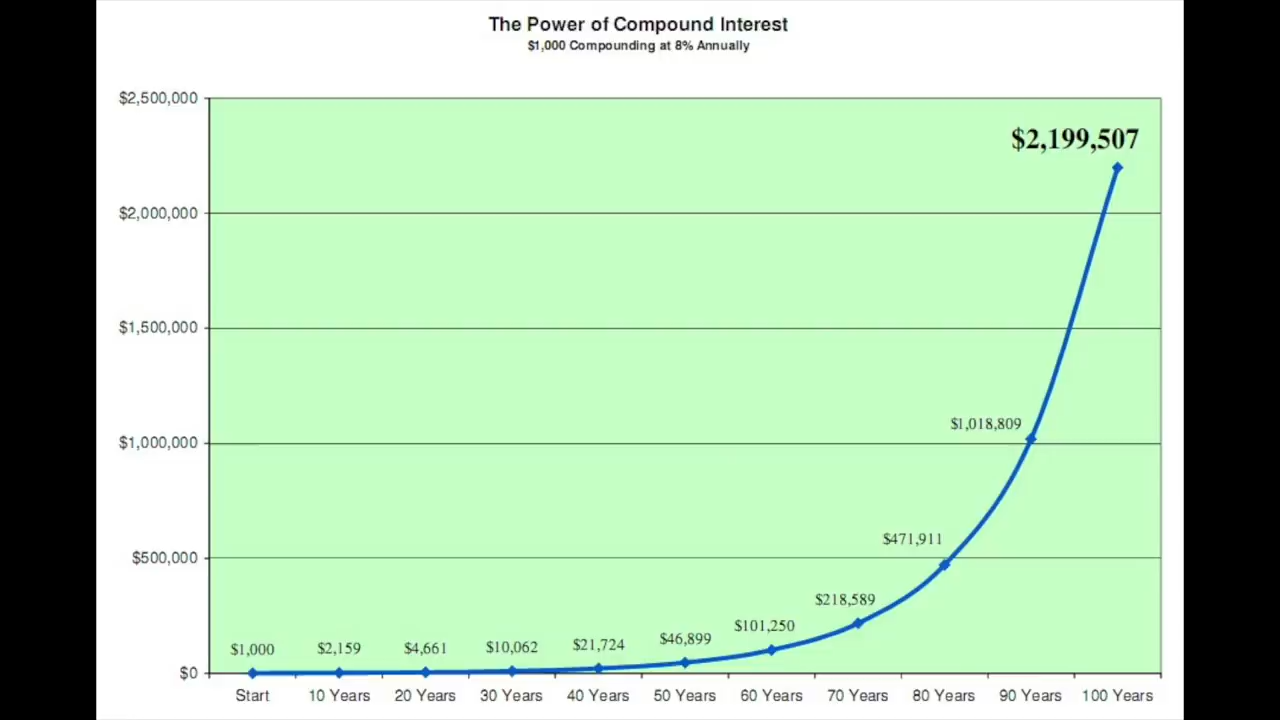 The Power of Compound Interest
$1,000 Compounding at 8% Annually
$2,500,000
$2,000,000
$1,500,000
$1,000,000
$500,000
$0
$1,000
$2,159
$4,661
$10,062
$21,724
$46,899
$101,250
$218,589
$471,911
$1,018,809
$2,199,507
Start
10 Years
20 Years
30 Years
40 Years
50 Years
60 Years
70 Years
80 Years
90 Years
100 Years